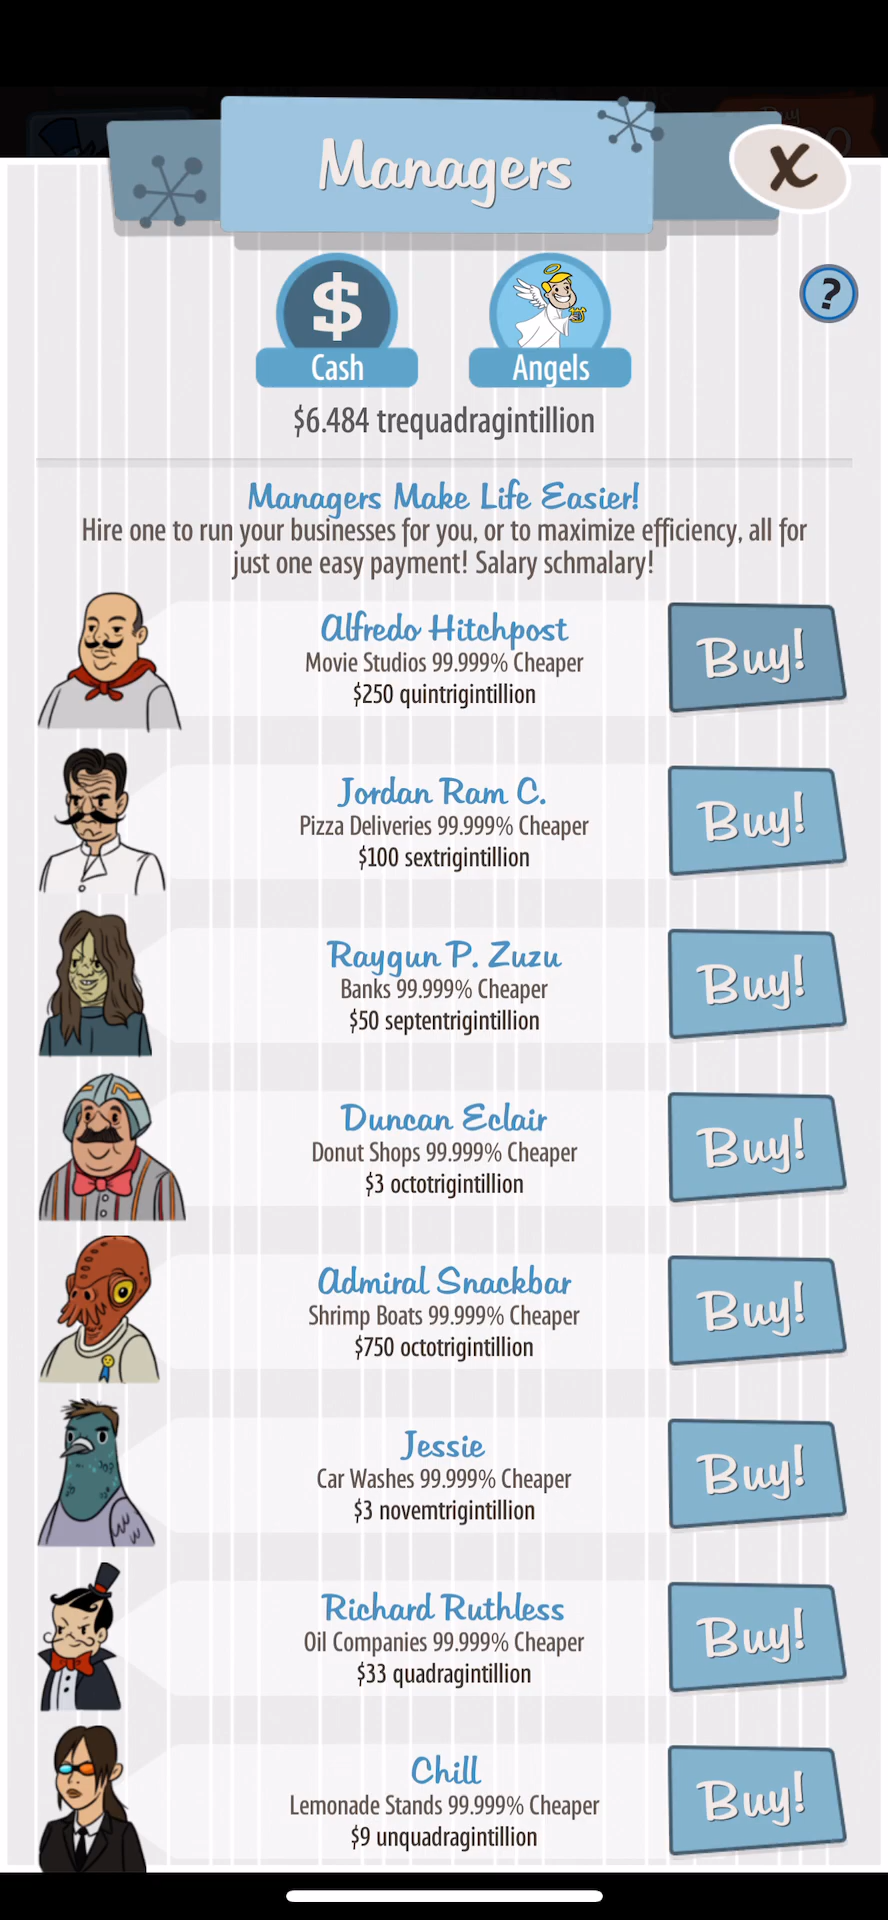 Managers
X
$
?
Cash
Angels
$6.484 trequadragintillion
Managers Make Life Easier!
Hire one to run your businesses for you, or to maximize efficiency, all for
just one easy payment! Salary schmalary!
Alfredo Hitchpost
Movie Studios 99.999% Cheaper
$250 quintrigintillion
Buy!
Jordan Ram C.
Pizza Deliveries 99.999% Cheaper
$100 sextrigintillion
Buy!
Raygun P. Zuzu
Banks 99.999% Cheaper
$50 septentrigintillion
Buy!
Duncan Eclair
Donut Shops 99.999% Cheaper
$3 octotrigintillion
Buy!
Admiral Snackbar
Shrimp Boats 99.999% Cheaper
$750 octotrigintillion
Buy!
Jessie
Car Washes 99.999% Cheaper
$3 novemtrigintillion
Buy!
Richard Ruthless
Oil Companies 99.999% Cheaper
$33 quadragintillion
Buy!
Chill
Lemonade Stands 99.999% Cheaper
$9 unquadragintillion
Buy!